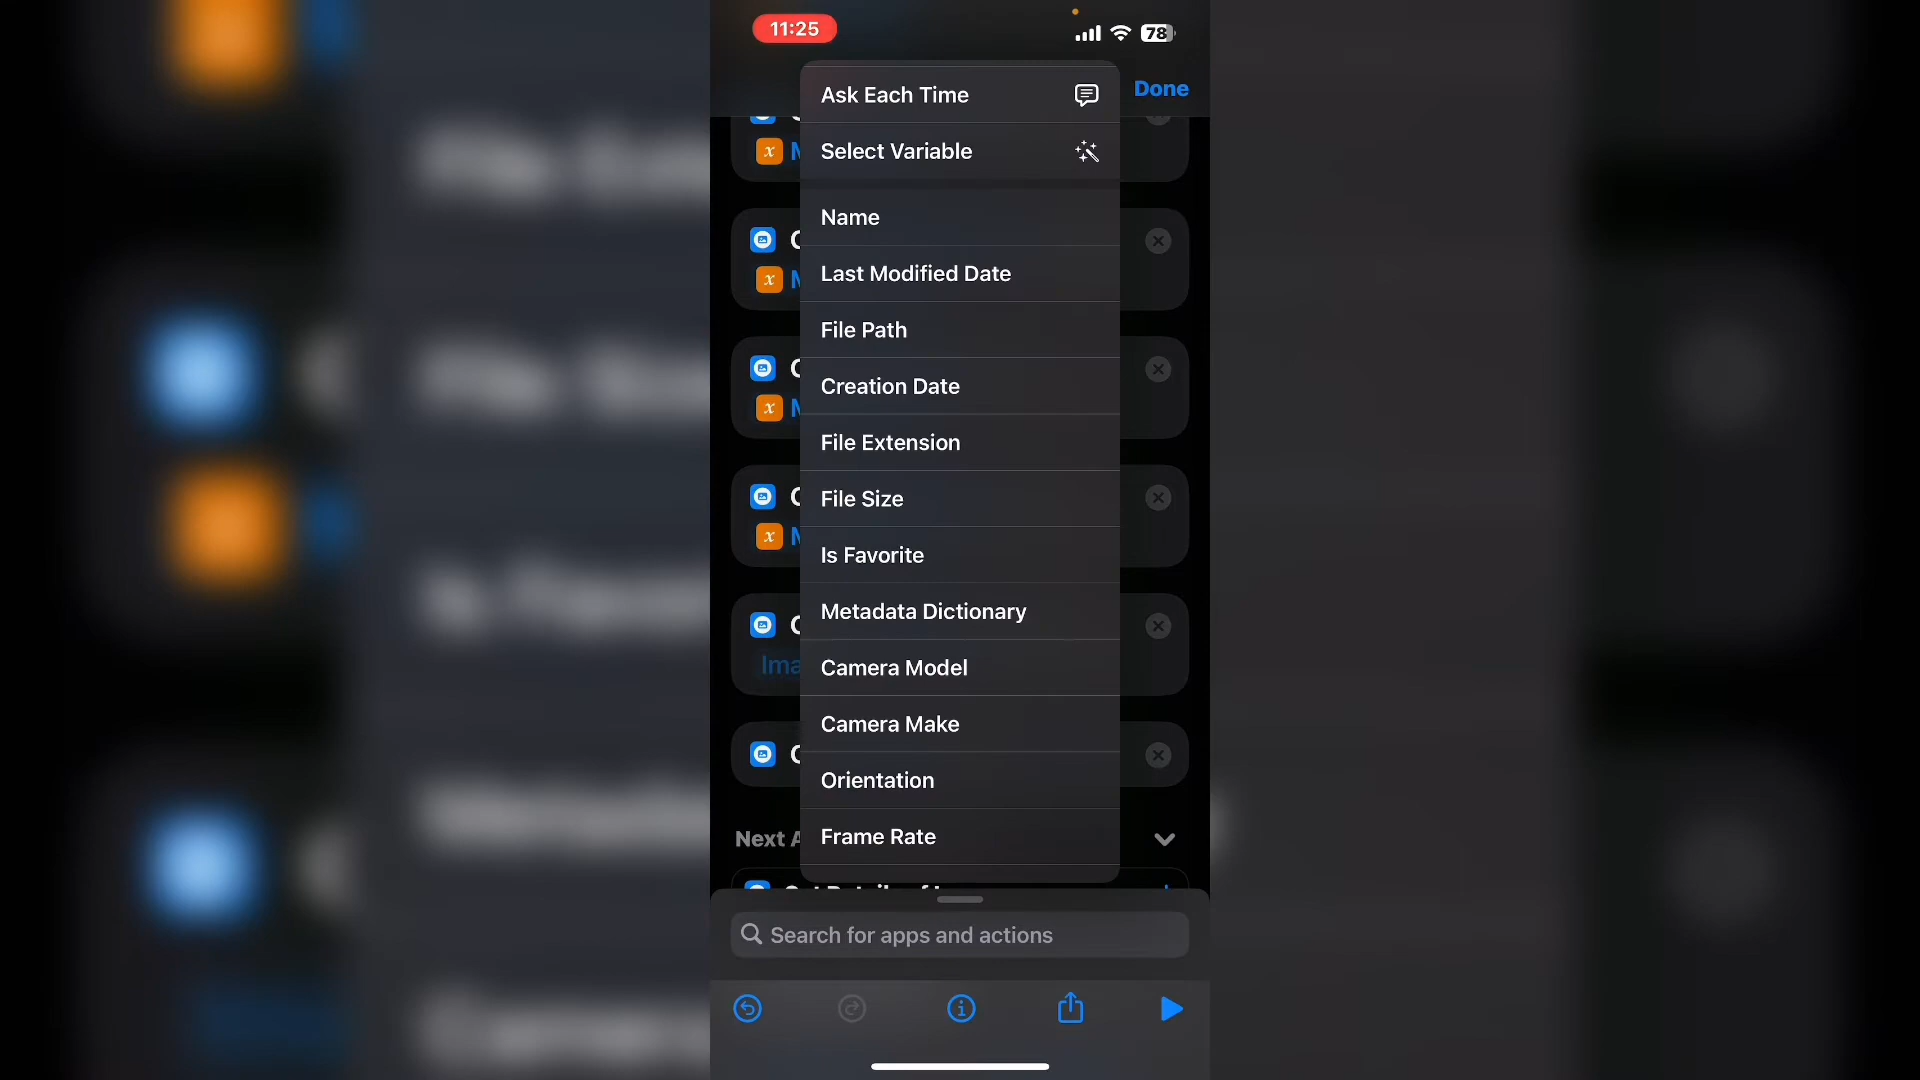 11:25
78
Ask Each Time
Done
Select Variable
Name
Last Modified Date
File Path
Creation Date
File Extension
File Size
Is Favorite
Metadata Dictionary
Camera Model
Camera Make
Orientation
Frame Rate
Next A
Search for apps and actions